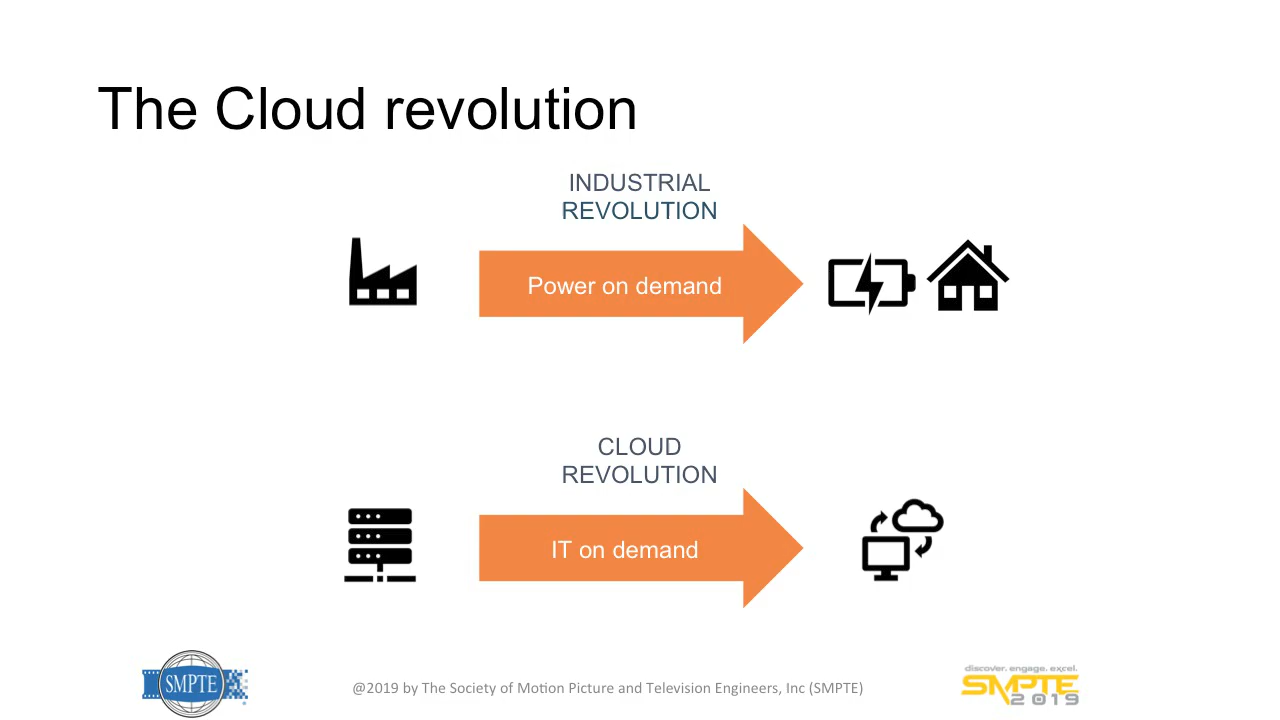 The Cloud revolution
INDUSTRIAL
REVOLUTION
Power on demand
CLOUD
REVOLUTION
IT on demand
SMPTE
@2019 by The Society of Motion Picture and Television Engineers, Inc (SMPTE)
discover. engage. excel.
SMPTE
2019